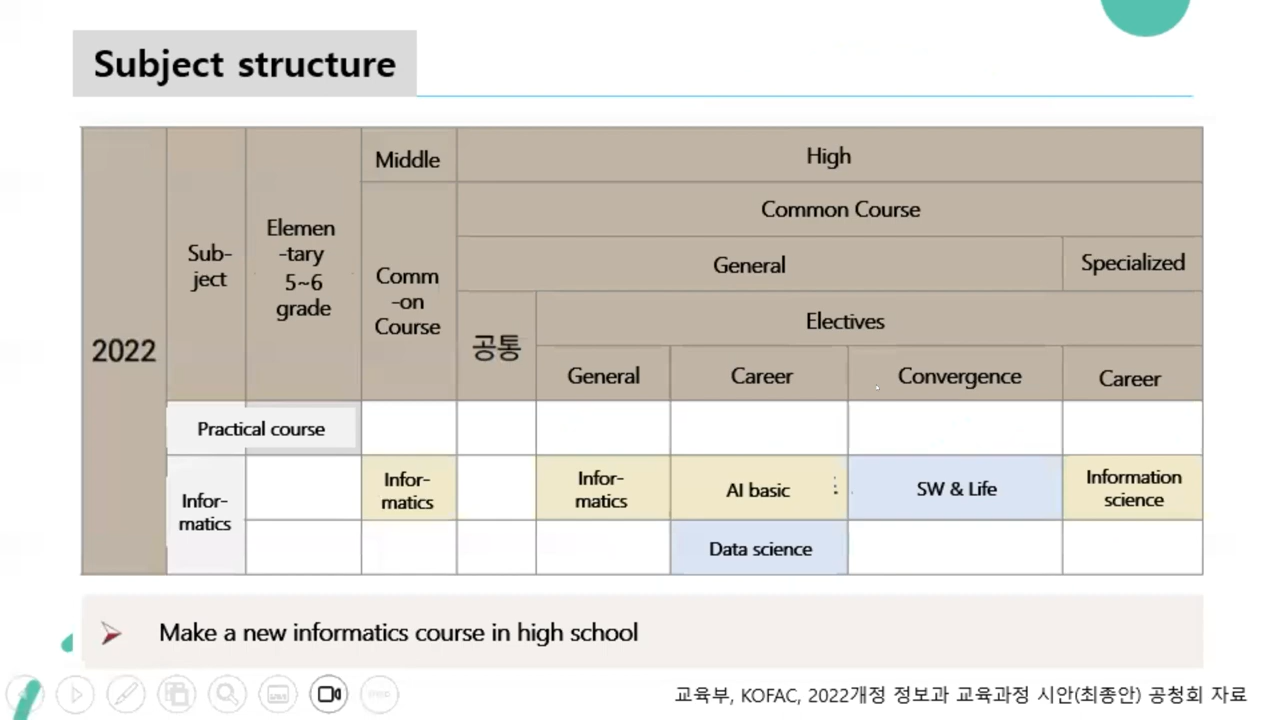 Subject structure
2022
Sub-
ject
Elemen
-tary
5~6
grade
Middle
Comm
-on
Course
High
Common Course
General
Specialized
공통
Electives
General
Career
Convergence
Career
Practical course
Infor-
matics
Infor-
matics
Infor-
matics
AI basic
SW & Life
Information
science
Data science
Make a new informatics course in high school
교육부, KOFAC, 2022개정 정보과 교육과정 시안(최종안) 공청회 자료